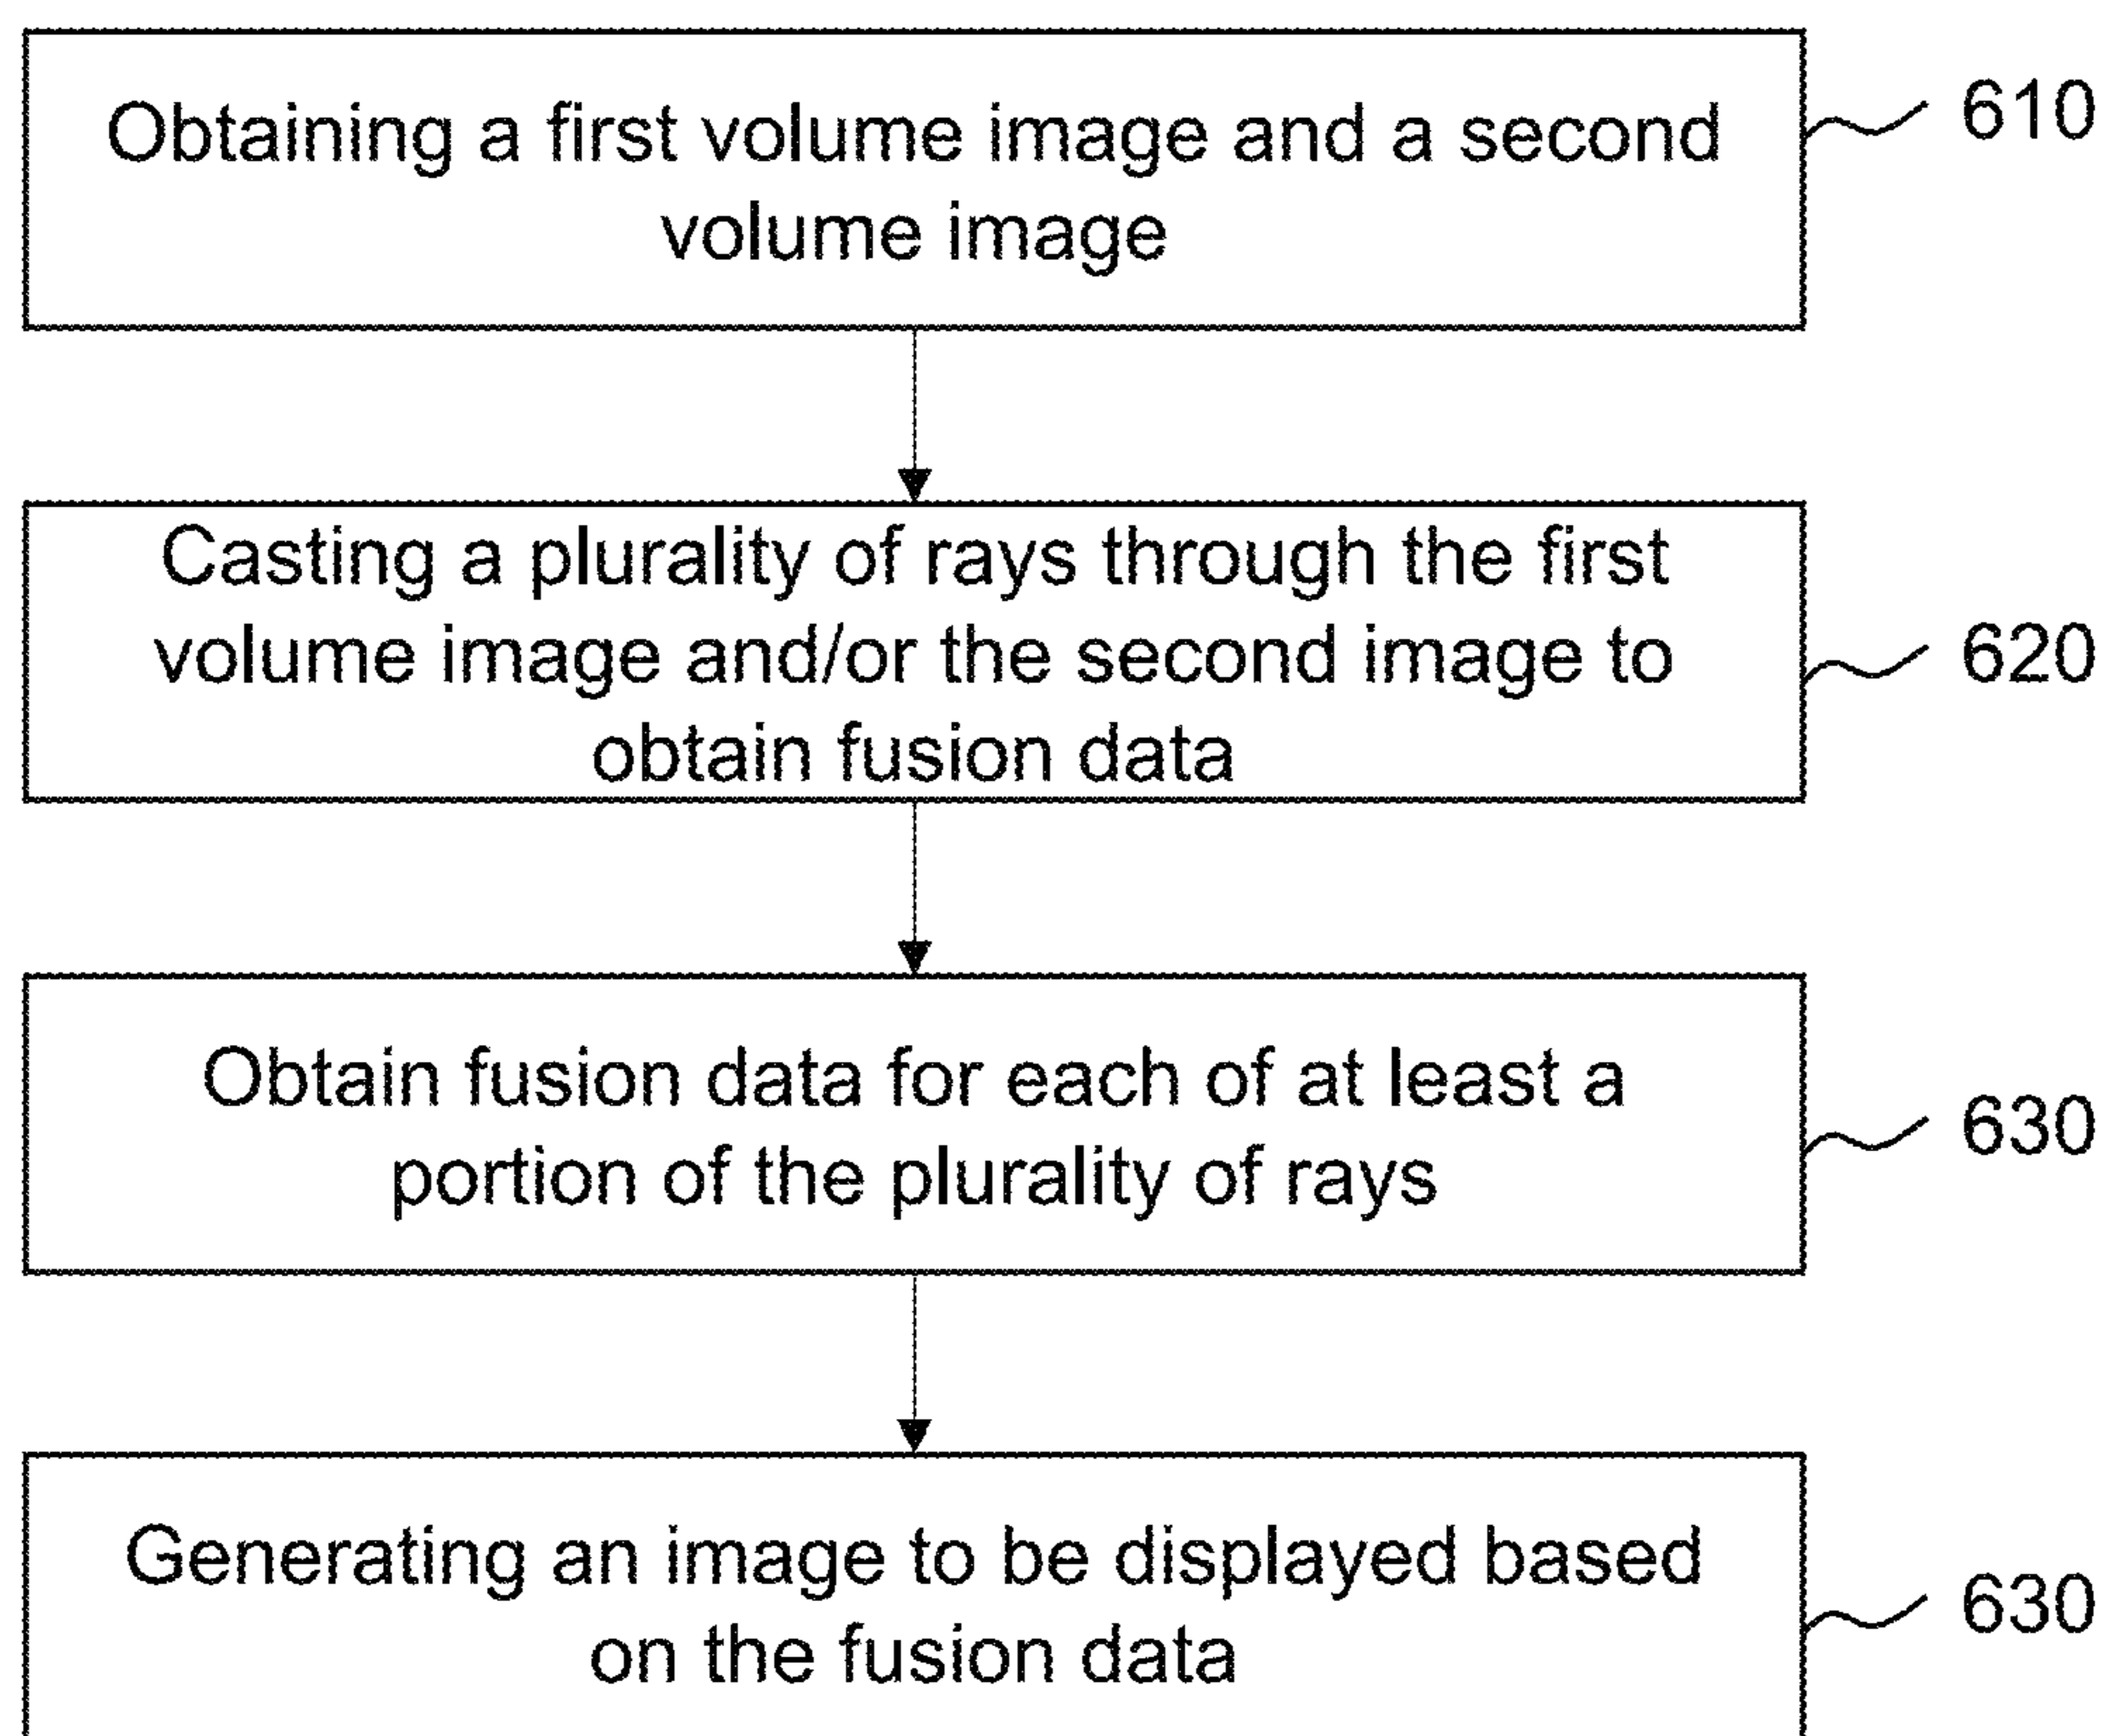 Obtaining a first volume image and a second
volume image
610
Casting a plurality of rays through the first
volume image and/or the second image to
obtain fusion data
620
Obtain fusion data for each of at least a
portion of the plurality of rays
630
Generating an image to be displayed based
on the fusion data
630